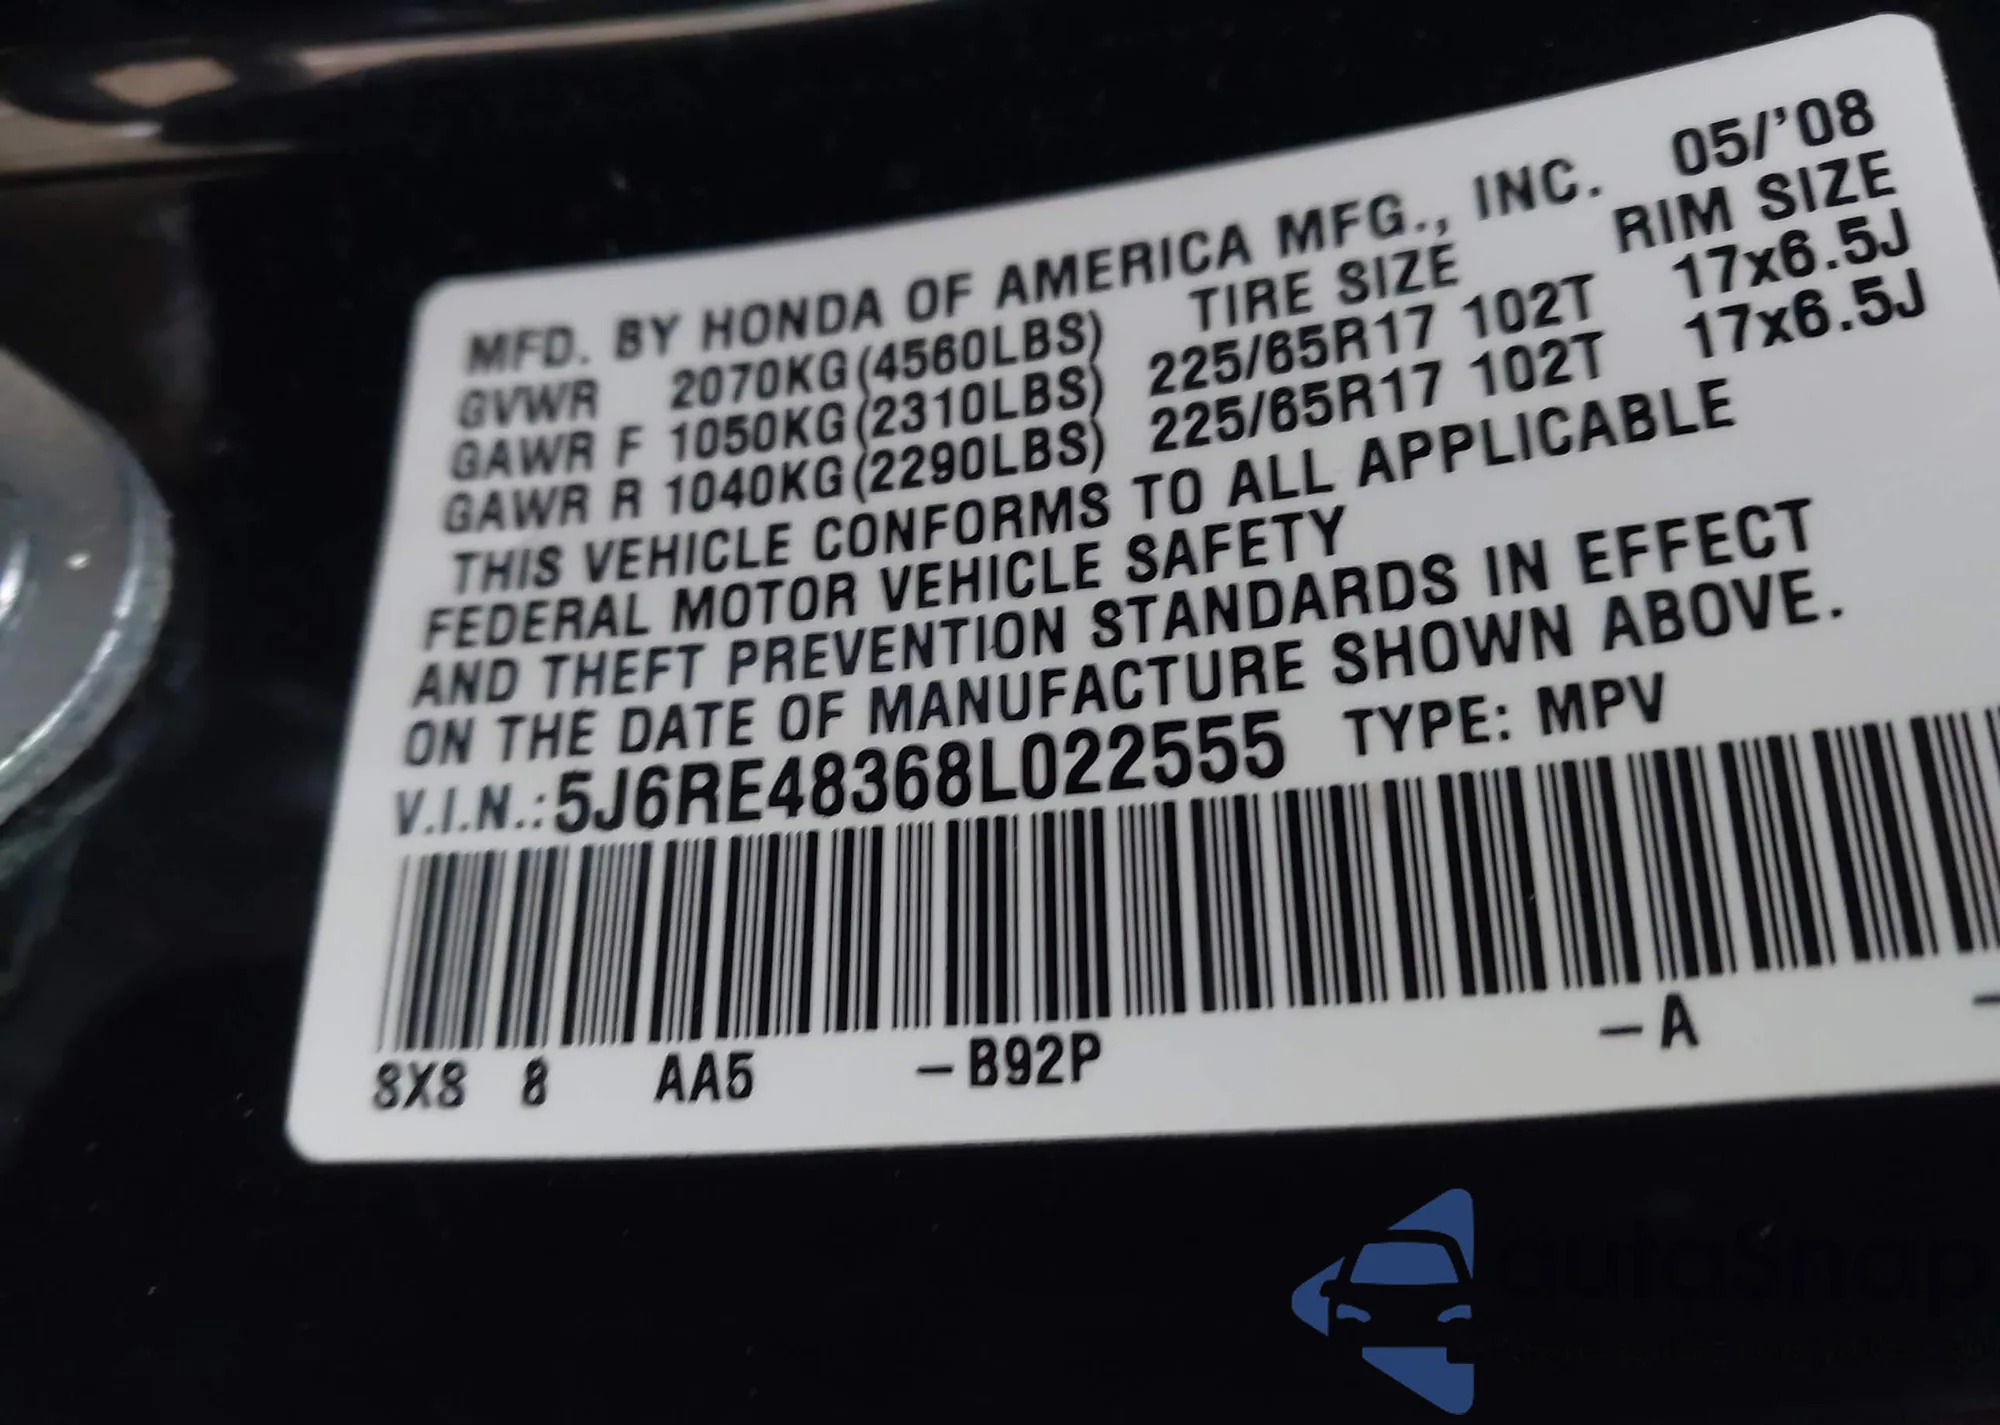 MFD. BY HONDA OF AMERICA MFG., INC. 05/'08
GVWR 2070KG(4560LBS) TIRE SIZE RIM SIZE
GAWR F 1050KG(2310LBS) 225/65R17 102T 17x6.5J
GAWR R 1040KG(2290LBS) 225/65R17 102T 17x6.5J
THIS VEHICLE CONFORMS TO ALL APPLICABLE
FEDERAL MOTOR VEHICLE SAFETY
AND THEFT PREVENTION STANDARDS IN EFFECT
ON THE DATE OF MANUFACTURE SHOWN ABOVE.
V.I.N.:5J6RE48368L022555 TYPE: MPV
8X8 8 AA5 –B92P –A –
autosnap